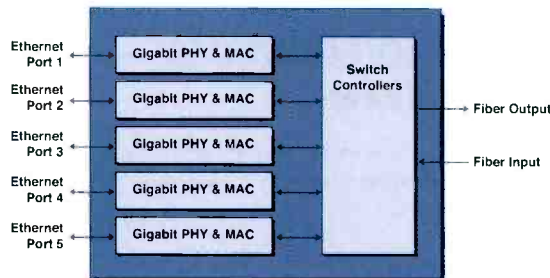 Ethernet
Port 1
Gigabit PHY & MAC
Ethernet
Port 2
Gigabit PHY & MAC
Ethernet
Port 3
Gigabit PHY & MAC
Ethernet
Port 4
Gigabit PHY & MAC
Ethernet
Port 5
Gigabit PHY & MAC
Switch
Controllers
Fiber Output
Fiber Input